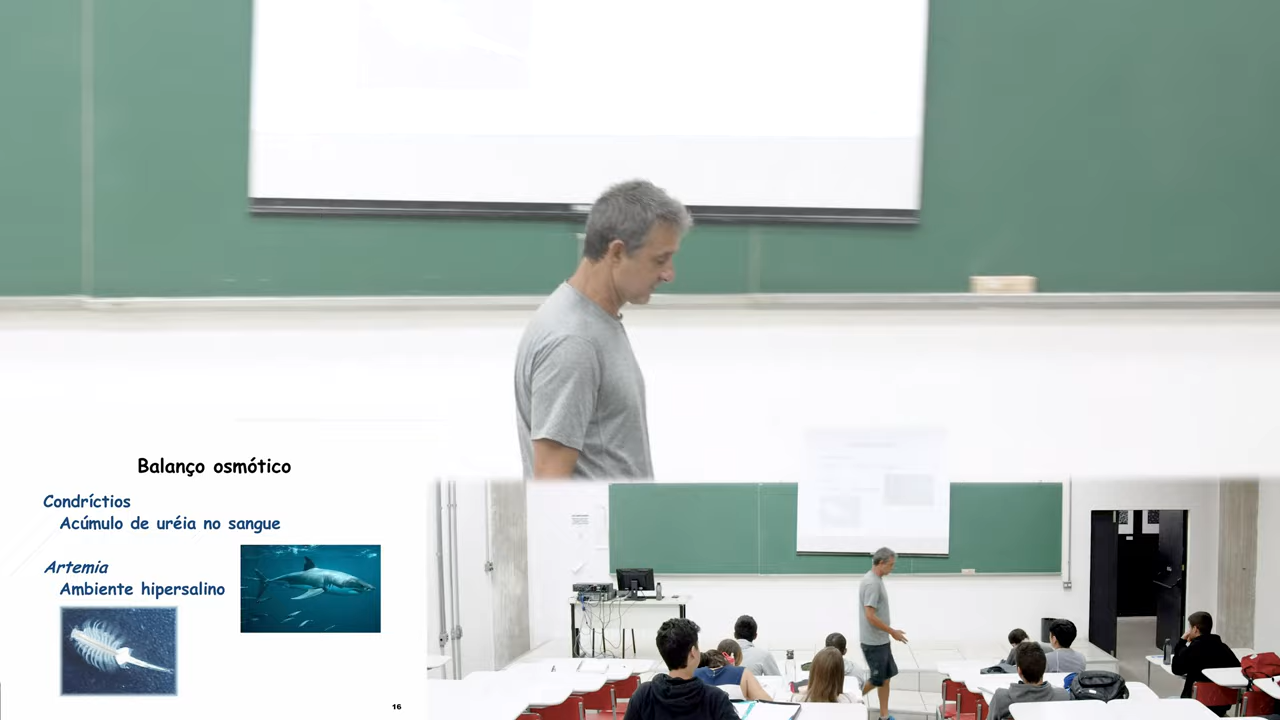 Balanço osmótico
Condríctios
Acúmulo de uréia no sangue
Artemia
Ambiente hipersalino
16